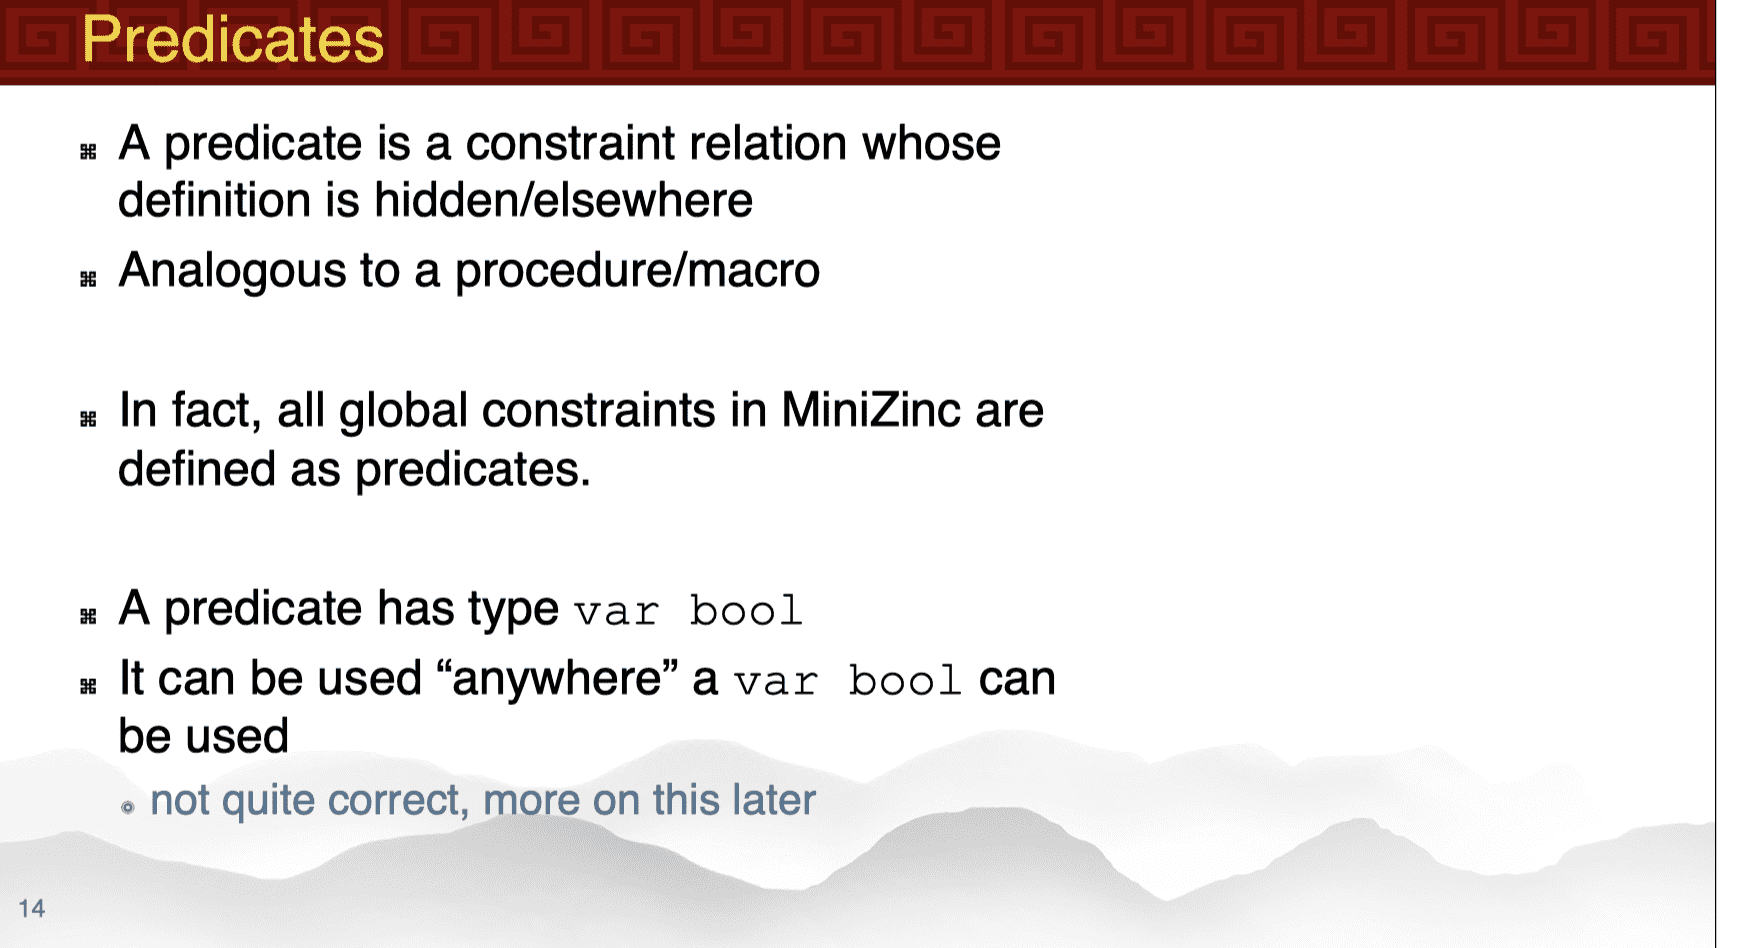 Predicates
⌘ A predicate is a constraint relation whose
definition is hidden/elsewhere
⌘ Analogous to a procedure/macro
⌘ In fact, all global constraints in MiniZinc are
defined as predicates.
⌘ A predicate has type var bool
⌘ It can be used “anywhere” a var bool can
be used
not quite correct, more on this later
14